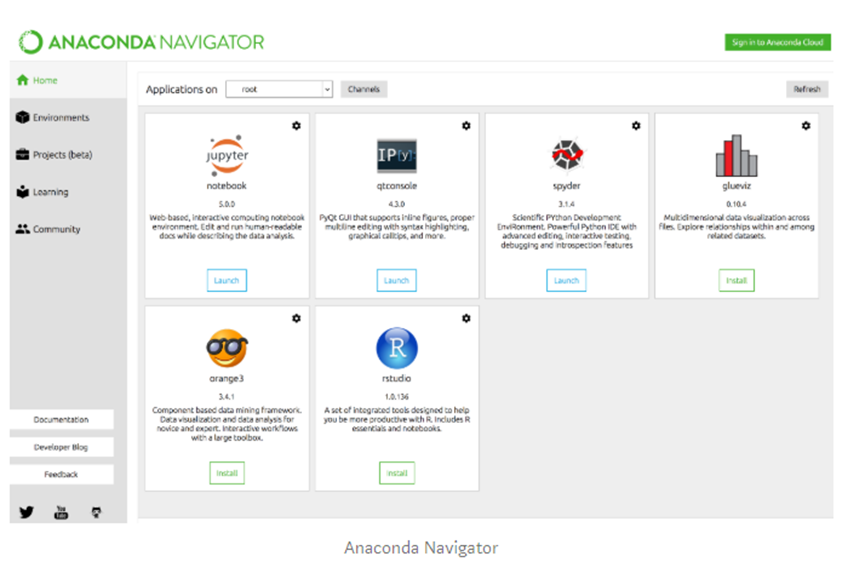 ANACONDA NAVIGATOR
Sign in to Anaconda Cloud
Home
Environments
Projects (beta)
Learning
Community
Documentation
Developer Blog
Feedback
You
Tube
Applications on
root
Channels
Refresh
jupyter
notebook
5.0.0
Web-based, interactive computing notebook
environment. Edit and run human-readable
docs while describing the data analysis.
Launch
IP[y]:
qtconsole
4.3.0
PyQt GUI that supports inline figures, proper
multiline editing with syntax highlighting,
graphical calltips, and more.
Launch
spyder
3.1.4
Scientific PYthon Development
EnviRonment. Powerful Python IDE with
advanced editing, interactive testing,
debugging and introspection features
Launch
glueviz
0.10.4
Multidimensional data visualization across
files. Explore relationships within and among
related datasets.
Install
orange3
3.4.1
Component based data mining framework.
Data visualization and data analysis for
novice and expert. Interactive workflows
with a large toolbox.
Install
R
rstudio
1.0.136
A set of integrated tools designed to help
you be more productive with R. Includes R
essentials and notebooks.
Install
Anaconda Navigator